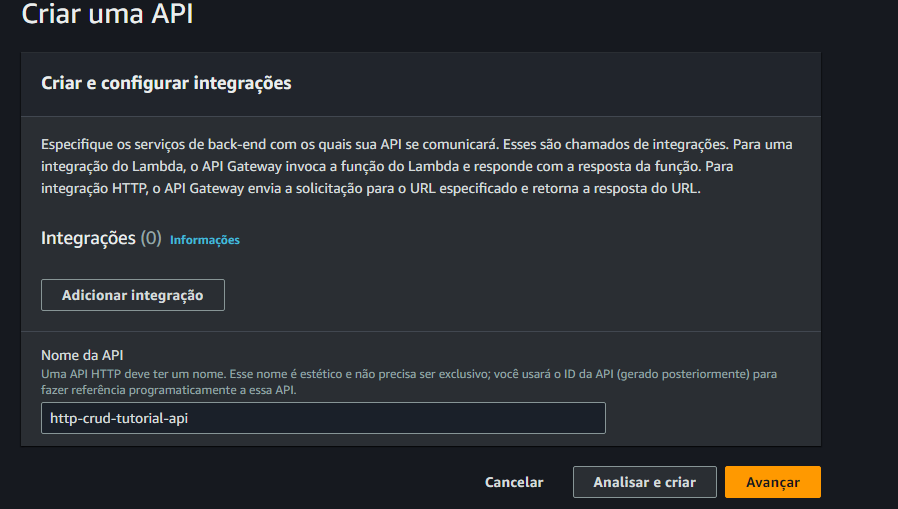 Criar uma API
Criar e configurar integrações
Especifique os serviços de back-end com os quais sua API se comunicará. Esses são chamados de integrações. Para uma
integração do Lambda, o API Gateway invoca a função do Lambda e responde com a resposta da função. Para
integração HTTP, o API Gateway envia a solicitação para o URL especificado e retorna a resposta do URL.
Integrações (0) Informações
Adicionar integração
Nome da API
Uma API HTTP deve ter um nome. Esse nome é estético e não precisa ser exclusivo; você usará o ID da API (gerado posteriormente) para
fazer referência programaticamente a essa API.
http-crud-tutorial-api
Cancelar Analisar e criar Avançar